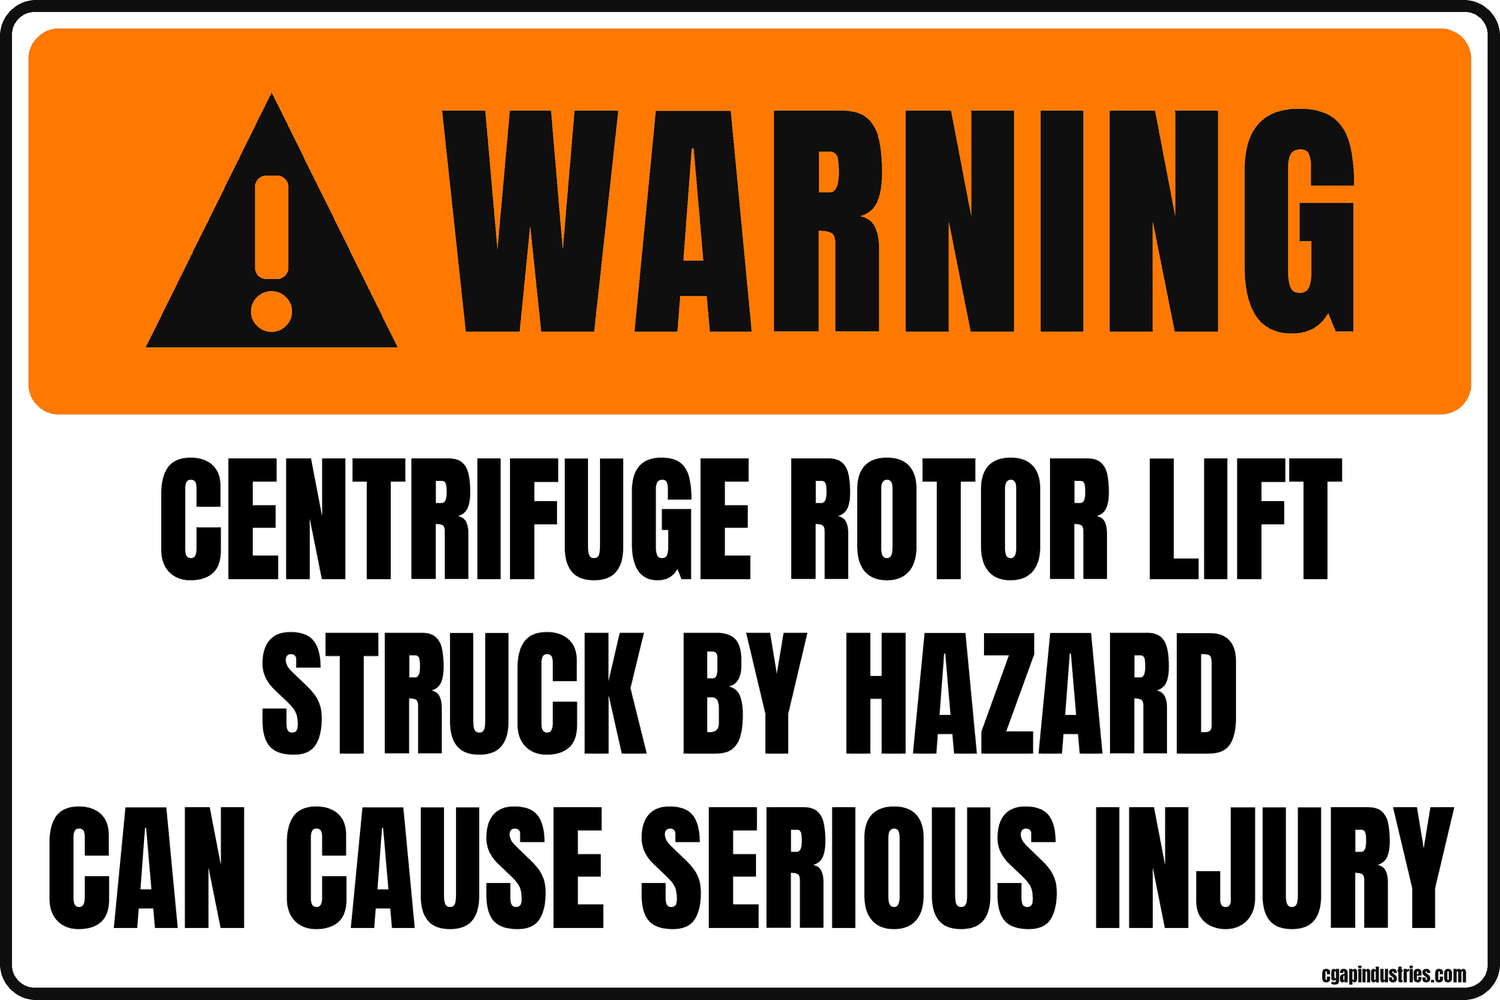 WARNING
CENTRIFUGE ROTOR LIFT
STRUCK BY HAZARD
CAN CAUSE SERIOUS INJURY
cgapindustries.com